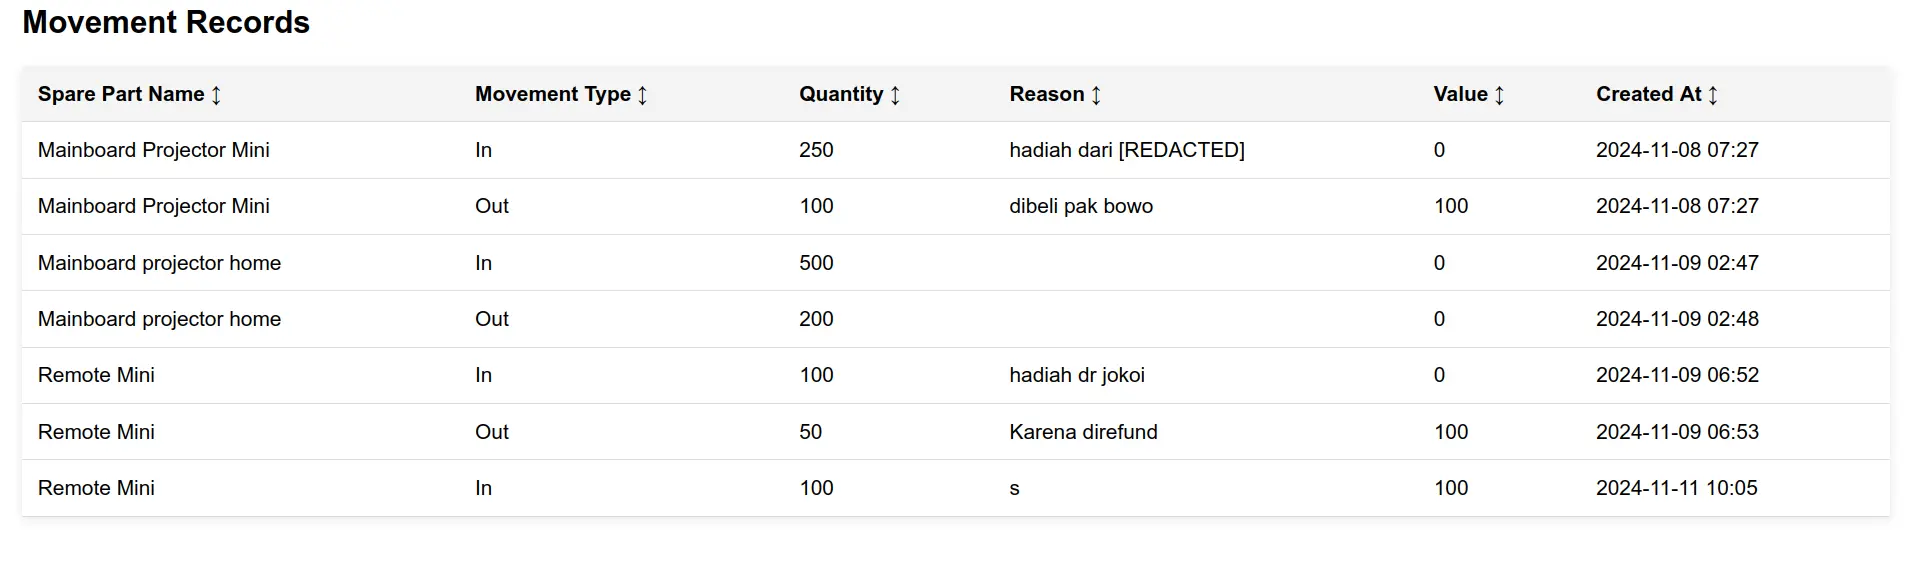 Movement Records
Spare Part Name ↕ Movement Type ↕ Quantity ↕ Reason ↕ Value ↕ Created At ↕
Mainboard Projector Mini In 250 hadiah dari [REDACTED] 0 2024-11-08 07:27
Mainboard Projector Mini Out 100 dibeli pak bowo 100 2024-11-08 07:27
Mainboard projector home In 500 0 2024-11-09 02:47
Mainboard projector home Out 200 0 2024-11-09 02:48
Remote Mini In 100 hadiah dr jokoi 0 2024-11-09 06:52
Remote Mini Out 50 Karena direfund 100 2024-11-09 06:53
Remote Mini In 100 s 100 2024-11-11 10:05